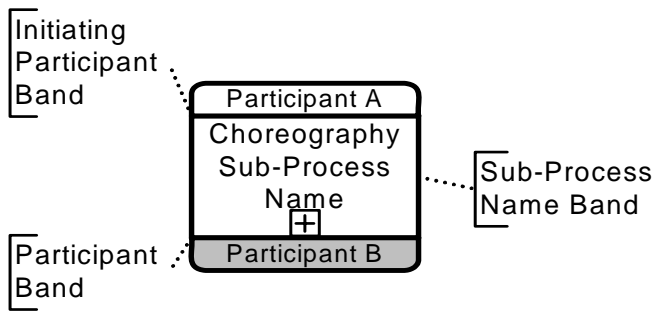 Initiating
Participant
Band
Participant A
Choreography
Sub-Process
Name
Sub-Process
Name Band
Participant B
Participant
Band